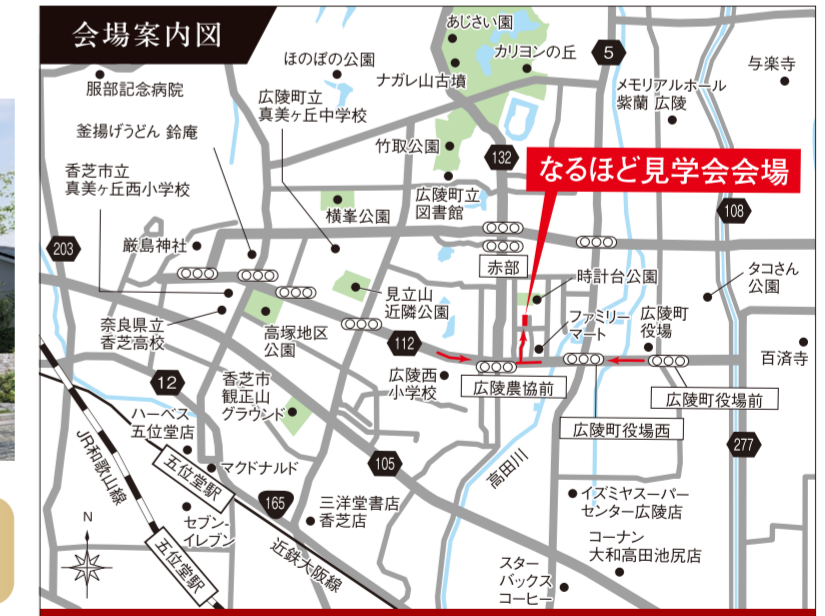 会場案内図
あじさい園
カリヨンの丘
5
与楽寺
ほのぼの公園
ナガレ山古墳
服部記念病院
メモリアルホール
紫蘭 広陵
広陵町立
真美ヶ丘中学校
釜揚げうどん 鈴庵
竹取公園
132
なるほど見学会会場
香芝市立
真美ヶ丘西小学校
広陵町立
図書館
横峯公園
108
203
厳島神社
赤部
時計台公園
タコさん
公園
見立山
近隣公園
ファミリー
マート
広陵町
役場
奈良県立
香芝高校
高塚地区
公園
112
百済寺
12
広陵西
小学校
広陵農協前
広陵町役場前
香芝市
観正山
グラウンド
広陵町役場西
ハーベス
五位堂店
277
JR和歌山線
五位堂駅
マクドナルド
105
高田川
165
三洋堂書店
香芝店
イズミヤスーパー
センター広陵店
N
セブン-
イレブン
五位堂駅
近鉄大阪線
コーナン
大和高田池尻店
スター
バックス
コーヒー